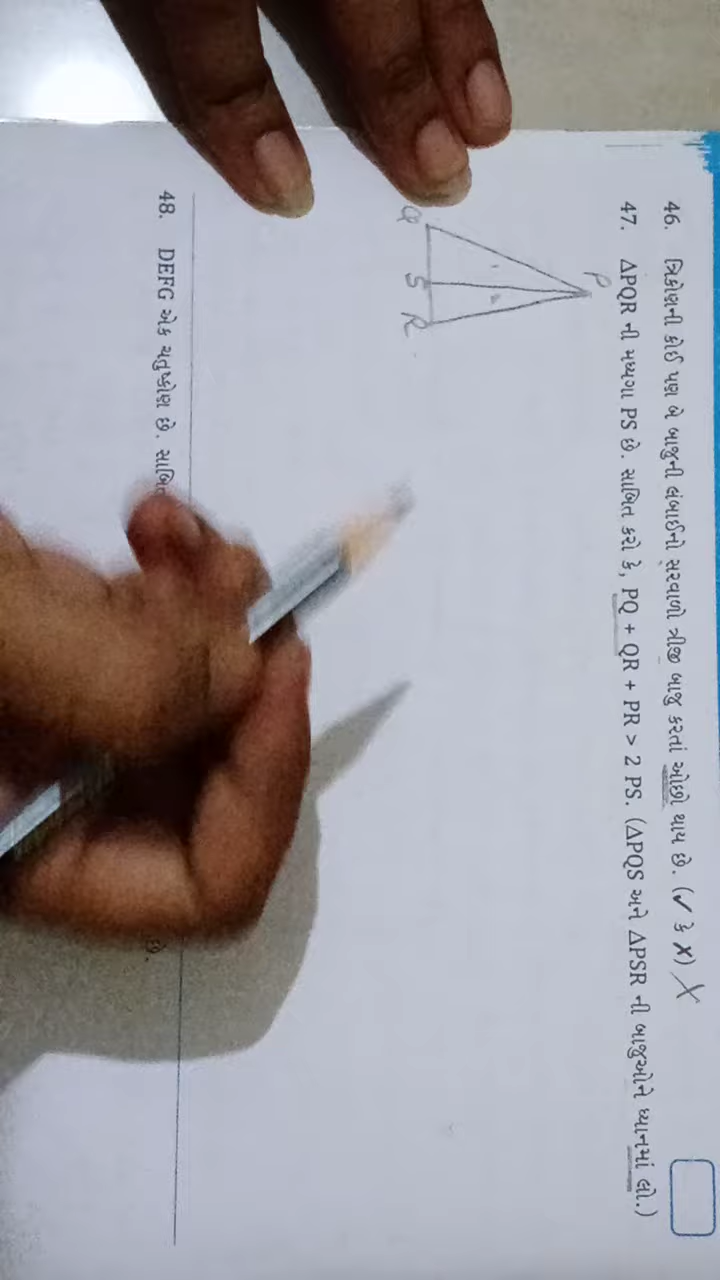 46. ત્રિકોણની કોઈ પણ બે બાજુની લંબાઈનો સરવાળો ત્રીજી બાજુ કરતાં ઓછો થાય છે. (✓ કે ✗) X
47. ΔPQR ની મધ્યગા PS છે. સાબિત કરો કે, PQ + QR + PR > 2 PS. (ΔPQS અને ΔPSR ની બાજુઓને ધ્યાનમાં લો.)
P
Q S R
48. DEFG એક ચતુષ્કોણ છે.